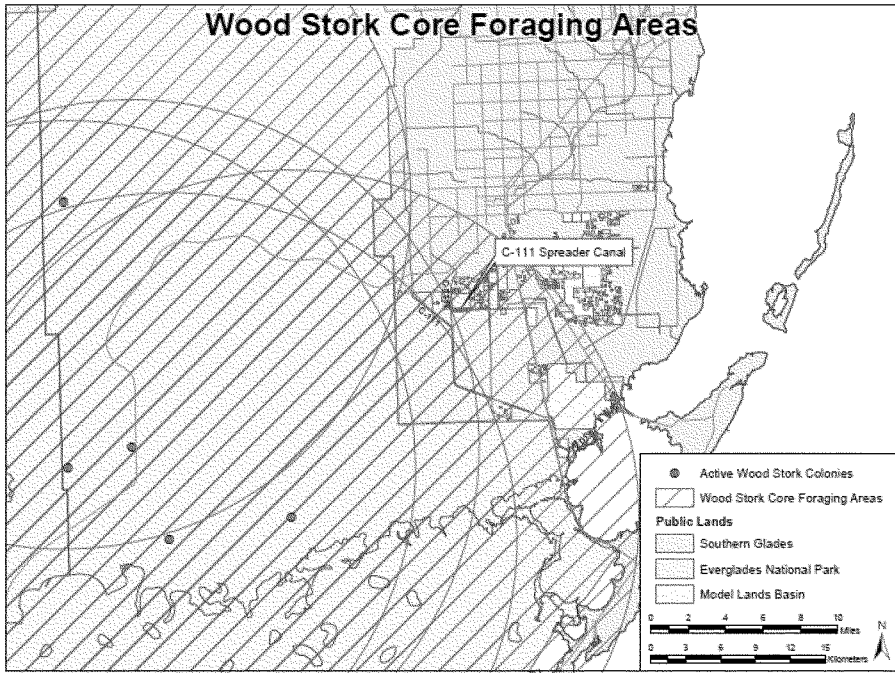 Wood Stork Core Foraging Areas
C-111 Spreader Canal
Active Wood Stork Colonies
Wood Stork Core Foraging Areas
Public Lands
Southern Glades
Everglades National Park
Model Lands Basin
0 2 4 6 8 10
Miles
0 3 6 9 12 15
Kilometers
N